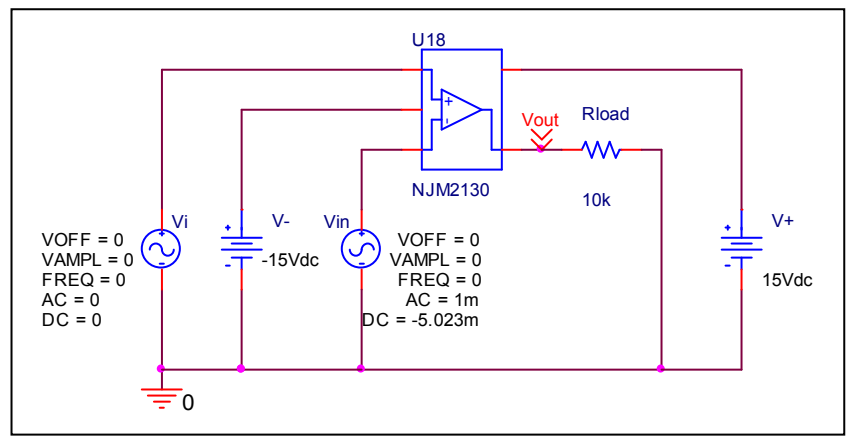 U18
+
-
NJM2130
Vout
Rload
10k
Vi
+
-
VOFF = 0
VAMPL = 0
FREQ = 0
AC = 0
DC = 0
V-
+
-
-15Vdc
Vin
+
-
VOFF = 0
VAMPL = 0
FREQ = 0
AC = 1m
DC = -5.023m
V+
+
-
15Vdc
0